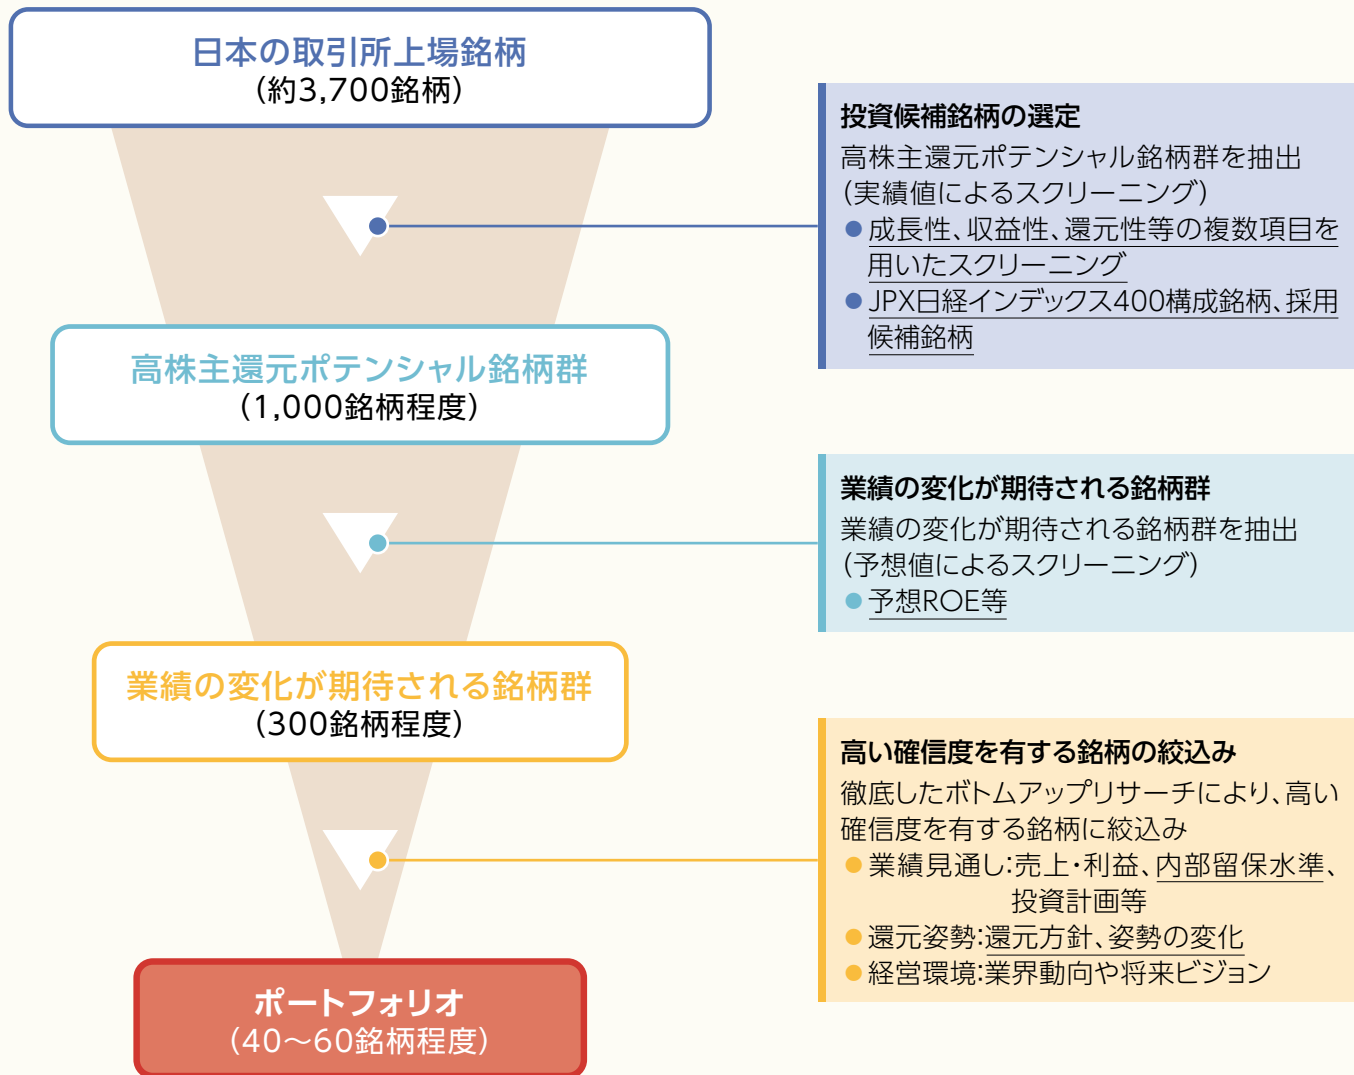 日本の取引所上場銘柄
(約3,700銘柄)
投資候補銘柄の選定
高株主還元ポテンシャル銘柄群を抽出
(実績値によるスクリーニング)
●成長性、収益性、還元性等の複数項目を
用いたスクリーニング
●JPX日経インデックス400構成銘柄、採用
候補銘柄
高株主還元ポテンシャル銘柄群
(1,000銘柄程度)
業績の変化が期待される銘柄群
業績の変化が期待される銘柄群を抽出
(予想値によるスクリーニング)
●予想ROE等
業績の変化が期待される銘柄群
(300銘柄程度)
高い確信度を有する銘柄の絞込み
徹底したボトムアップリサーチにより、高い
確信度を有する銘柄に絞込み
●業績見通し:売上・利益、内部留保水準、
投資計画等
●還元姿勢:還元方針、姿勢の変化
●経営環境:業界動向や将来ビジョン
ポートフォリオ
(40~60銘柄程度)